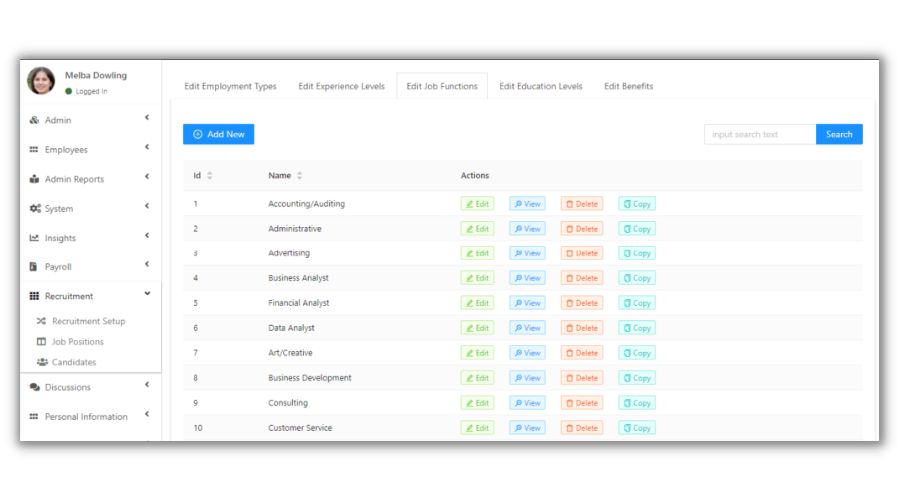 Melba Dowling
Logged In
Admin
Employees
Admin Reports
System
Insights
Payroll
Recruitment
Recruitment Setup
Job Positions
Candidates
Discussions
Personal Information
Edit Employment Types Edit Experience Levels Edit Job Functions Edit Education Levels Edit Benefits
Add New input search text Search
Id Name Actions
1 Accounting/Auditing Edit View Delete Copy
2 Administrative Edit View Delete Copy
3 Advertising Edit View Delete Copy
4 Business Analyst Edit View Delete Copy
5 Financial Analyst Edit View Delete Copy
6 Data Analyst Edit View Delete Copy
7 Art/Creative Edit View Delete Copy
8 Business Development Edit View Delete Copy
9 Consulting Edit View Delete Copy
10 Customer Service Edit View Delete Copy